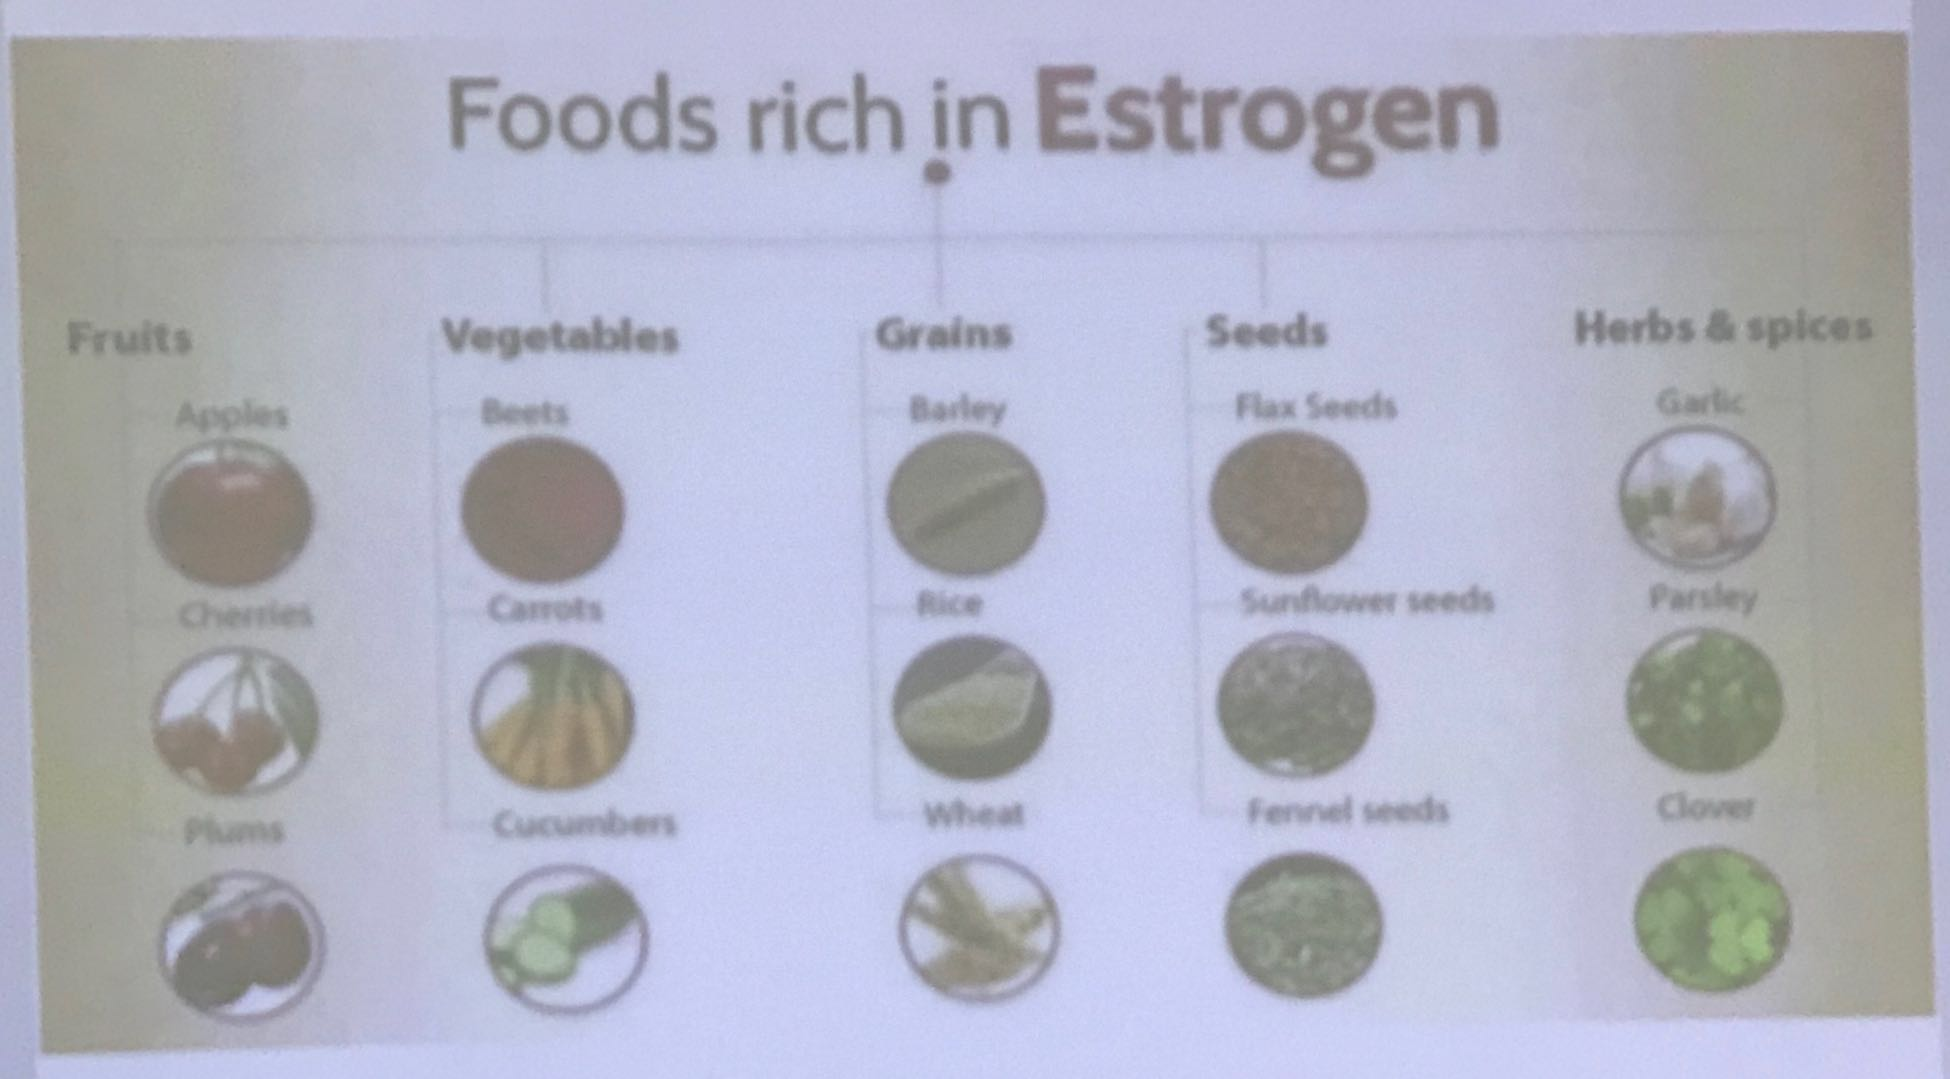 Foods rich in Estrogen
Fruits
Apples
Cherries
Plums
Vegetables
Beets
Carrots
Cucumbers
Grains
Barley
Rice
Wheat
Seeds
Flax Seeds
Sunflower seeds
Fennel seeds
Herbs & spices
Garlic
Parsley
Clover